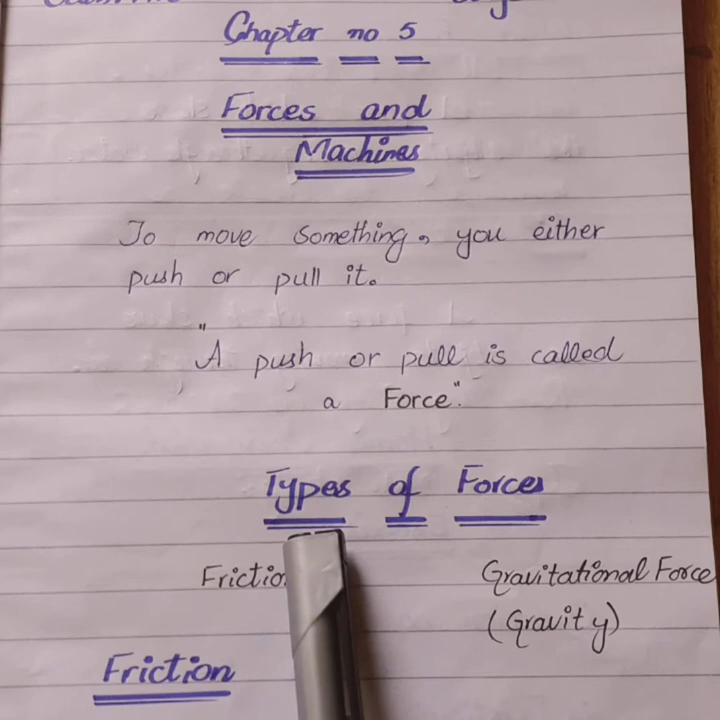 Chapter no 5
Forces and
Machines
To move something, you either
push or pull it.
"A push or pull is called
a Force".
Types of Forces
Frictio
Gravitational Force
(Gravity)
Friction